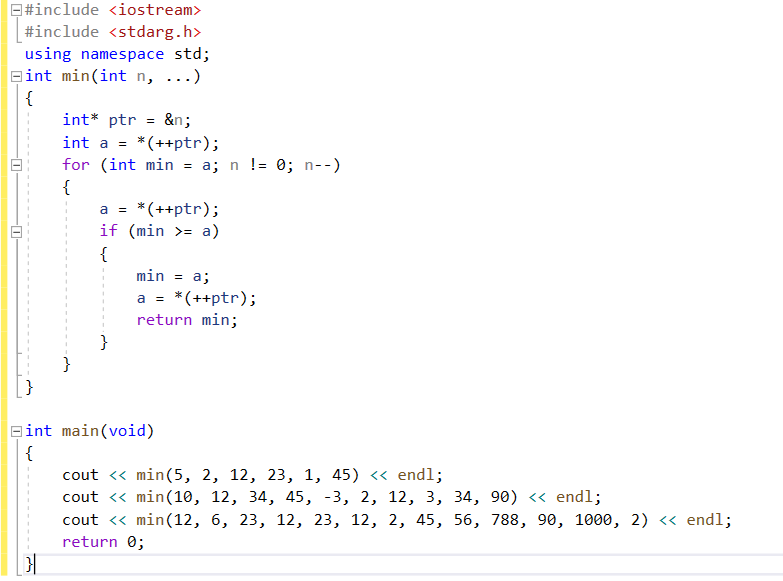 #include <iostream>
#include <stdarg.h>
using namespace std;
int min(int n, ...)
{
    int* ptr = &n;
    int a = *(++ptr);
    for (int min = a; n != 0; n--)
    {
        a = *(++ptr);
        if (min >= a)
        {
            min = a;
            a = *(++ptr);
            return min;
        }
    }
}

int main(void)
{
    cout << min(5, 2, 12, 23, 1, 45) << endl;
    cout << min(10, 12, 34, 45, -3, 2, 12, 3, 34, 90) << endl;
    cout << min(12, 6, 23, 12, 23, 12, 2, 45, 56, 788, 90, 1000, 2) << endl;
    return 0;
}